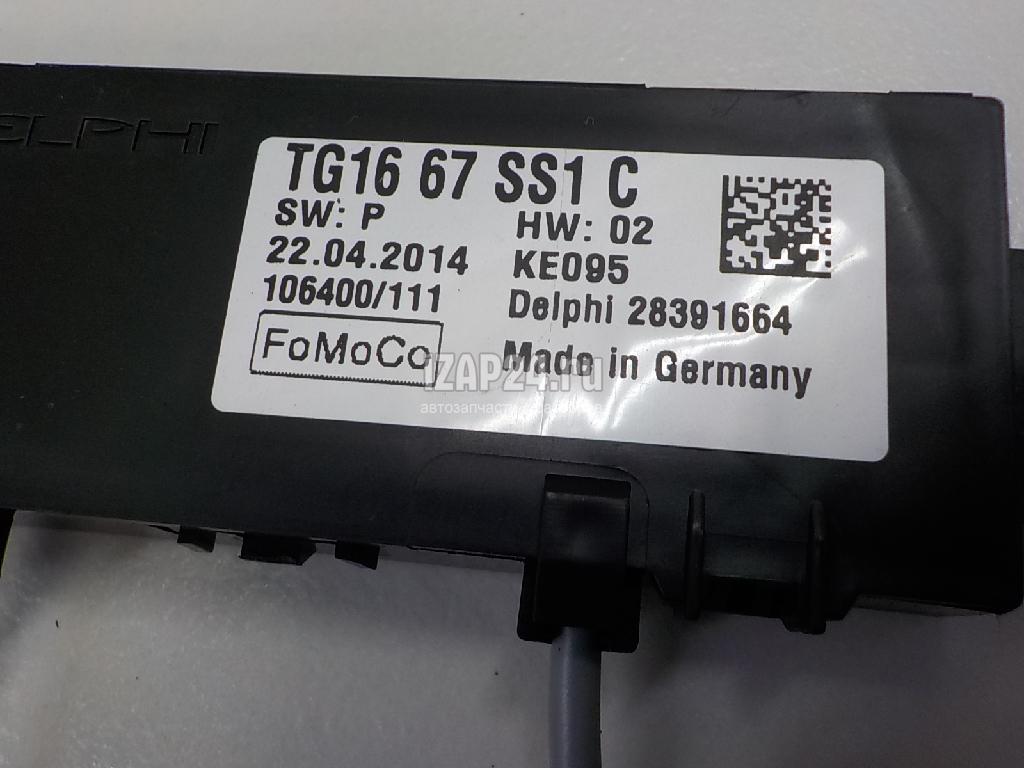 ELPHI
TG16 67 SS1 C
SW: P HW: 02
22.04.2014 KE095
106400/111 Delphi 28391664
FoMoCo Made in Germany
IZAP24.ru